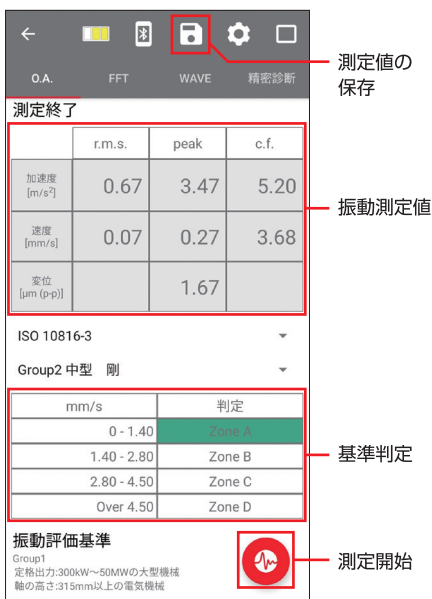 O.A. FFT WAVE 精密診断
測定値の
保存
測定終了
r.m.s. peak c.f.
加速度
[m/s²] 0.67 3.47 5.20
速度
[mm/s] 0.07 0.27 3.68
変位
[μm (p-p)] 1.67
振動測定値
ISO 10816-3
Group2 中型 剛
mm/s 判定
0 - 1.40 Zone A
1.40 - 2.80 Zone B
2.80 - 4.50 Zone C
Over 4.50 Zone D
基準判定
振動評価基準
Group1
定格出力:300kW～50MWの大型機械
軸の高さ:315mm以上の電気機械
測定開始